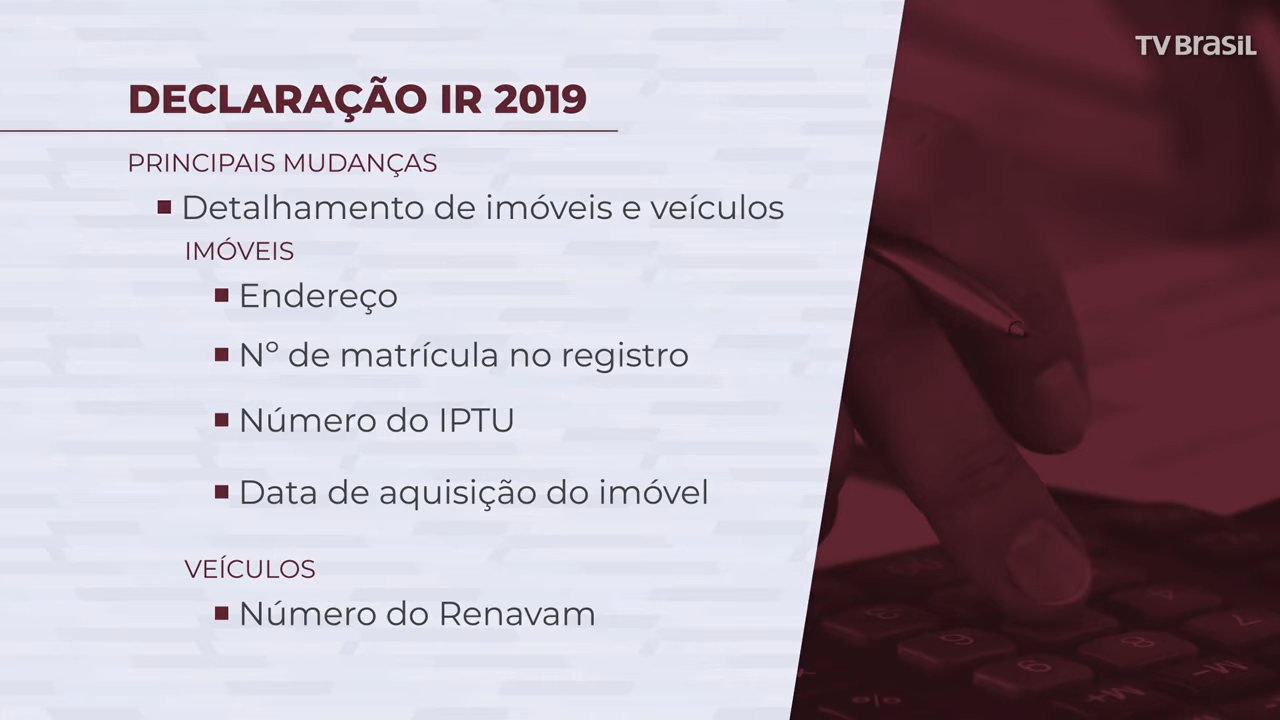 TV BRASIL
DECLARAÇÃO IR 2019
PRINCIPAIS MUDANÇAS
Detalhamento de imóveis e veículos
IMÓVEIS
Endereço
Nº de matrícula no registro
Número do IPTU
Data de aquisição do imóvel
VEÍCULOS
Número do Renavam